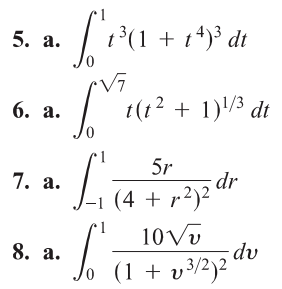 5. a. ∫₀¹ t³(1 + t⁴)³ dt
6. a. ∫₀^√7 t(t² + 1)^1/3 dt
7. a. ∫₋₁¹ 5r / (4 + r²)² dr
8. a. ∫₀¹ 10√v / (1 + v^3/2)² dv